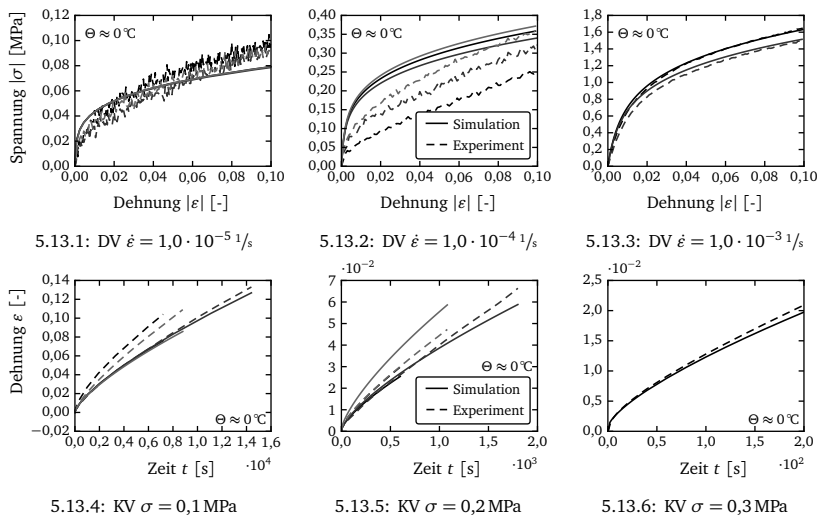 Spannung |σ| [MPa]
0,12
0,10
0,08
0,06
0,04
0,02
0,00
Θ ≈ 0 °C
0,00 0,02 0,04 0,06 0,08 0,10
Dehnung |ε| [-]
5.13.1: DV ε̇ = 1,0 · 10⁻⁵ 1/s
0,40
0,35
0,30
0,25
0,20
0,15
0,10
0,05
0,00
Θ ≈ 0 °C
Simulation
Experiment
0,00 0,02 0,04 0,06 0,08 0,10
Dehnung |ε| [-]
5.13.2: DV ε̇ = 1,0 · 10⁻⁴ 1/s
1,8
1,6
1,4
1,2
1,0
0,8
0,6
0,4
0,2
0,0
Θ ≈ 0 °C
0,00 0,02 0,04 0,06 0,08 0,10
Dehnung |ε| [-]
5.13.3: DV ε̇ = 1,0 · 10⁻³ 1/s
Dehnung ε [-]
0,14
0,12
0,10
0,08
0,06
0,04
0,02
0,00
−0,02
Θ ≈ 0 °C
0,0 0,2 0,4 0,6 0,8 1,0 1,2 1,4 1,6
Zeit t [s]
·10⁴
5.13.4: KV σ = 0,1 MPa
·10⁻²
7
6
5
4
3
2
1
0
Θ ≈ 0 °C
Simulation
Experiment
0,0 0,5 1,0 1,5 2,0
Zeit t [s]
·10³
5.13.5: KV σ = 0,2 MPa
·10⁻²
2,5
2,0
1,5
1,0
0,5
0,0
Θ ≈ 0 °C
0,0 0,5 1,0 1,5 2,0
Zeit t [s]
·10²
5.13.6: KV σ = 0,3 MPa